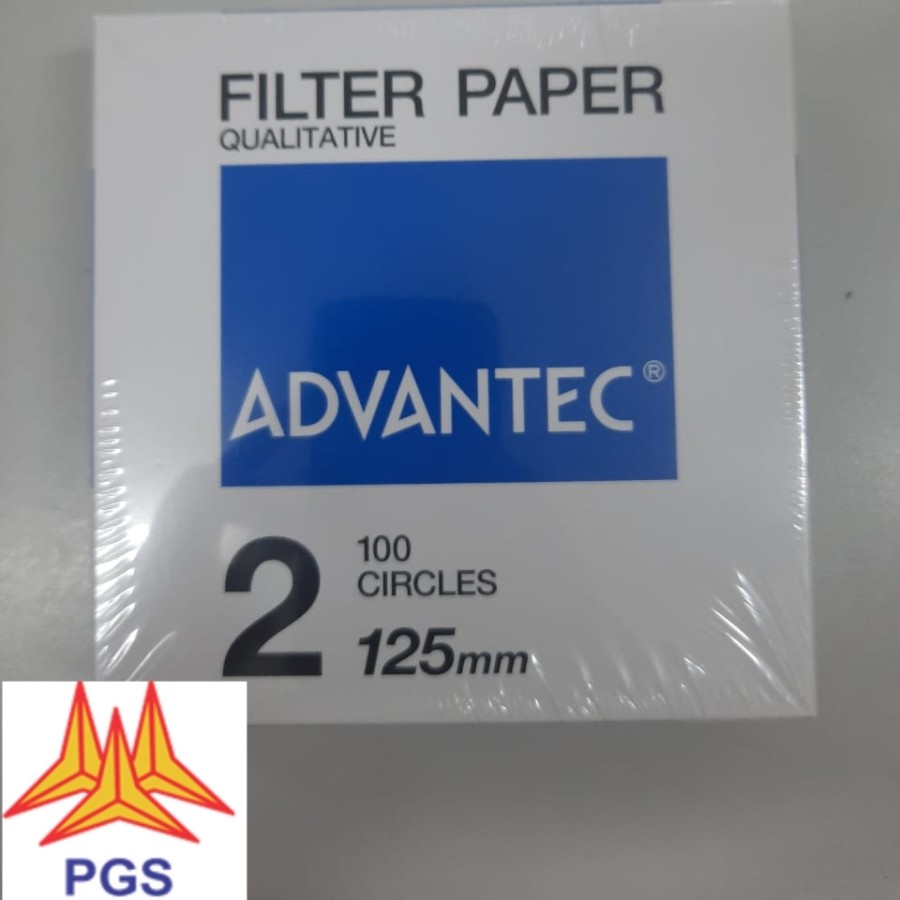 FILTER PAPER
QUALITATIVE
ADVANTEC®
2
100
CIRCLES
125mm
PGS